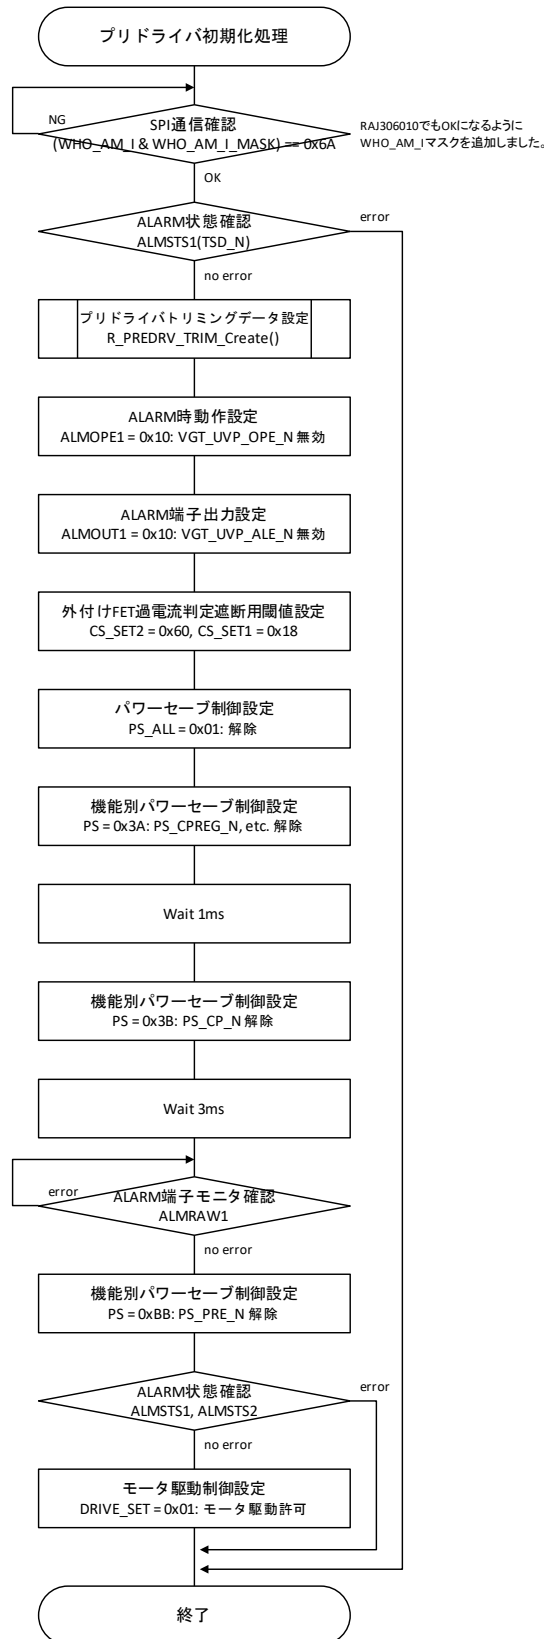 プリドライバ初期化処理
NG
SPI通信確認
(WHO_AM_I & WHO_AM_I_MASK) == 0x6A
RAJ306010でもOKになるように
WHO_AM_Iマスクを追加しました。
OK
ALARM状態確認
ALMSTS1(TSD_N)
error
no error
プリドライバトリミングデータ設定
R_PREDRV_TRIM_Create()
ALARM時動作設定
ALMOPE1 = 0x10: VGT_UVP_OPE_N 無効
ALARM端子出力設定
ALMOUT1 = 0x10: VGT_UVP_ALE_N 無効
外付けFET過電流判定遮断用閾値設定
CS_SET2 = 0x60, CS_SET1 = 0x18
パワーセーブ制御設定
PS_ALL = 0x01: 解除
機能別パワーセーブ制御設定
PS = 0x3A: PS_CPREG_N, etc. 解除
Wait 1ms
機能別パワーセーブ制御設定
PS = 0x3B: PS_CP_N 解除
Wait 3ms
error
ALARM端子モニタ確認
ALMRAW1
no error
機能別パワーセーブ制御設定
PS = 0xBB: PS_PRE_N 解除
ALARM状態確認
ALMSTS1, ALMSTS2
error
no error
モータ駆動制御設定
DRIVE_SET = 0x01: モータ駆動許可
終了